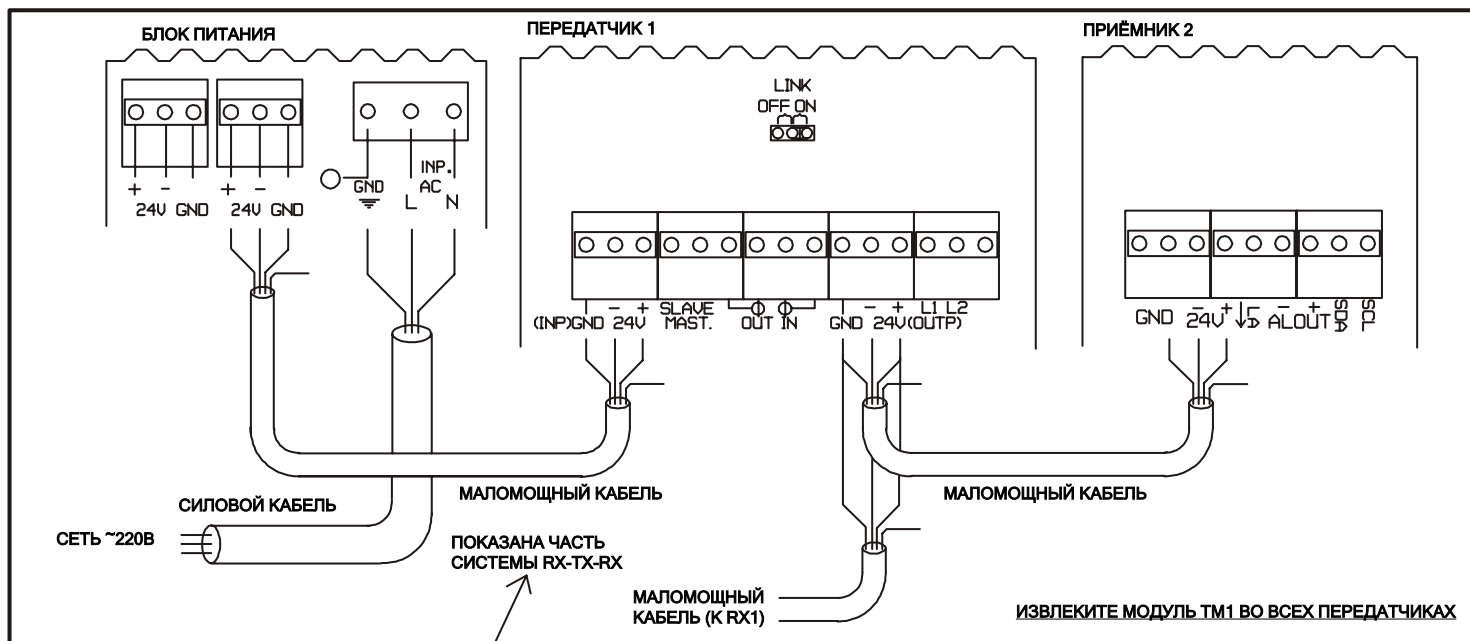 БЛОК ПИТАНИЯ
ПЕРЕДАТЧИК 1
ПРИЁМНИК 2
LINK
OFF ON
INP.
GND AC
L N
+ -
24V GND
+ -
24V GND
- +
(INP)GND 24V
SLAVE
MAST.
OUT IN
- +
GND 24V(OUTP)
L1 L2
- +
GND 24V
- +
ALOUT
SDA
SCL
МАЛОМОЩНЫЙ КАБЕЛЬ
МАЛОМОЩНЫЙ КАБЕЛЬ
СИЛОВОЙ КАБЕЛЬ
СЕТЬ ~220В
ПОКАЗАНА ЧАСТЬ
СИСТЕМЫ RX-TX-RX
МАЛОМОЩНЫЙ
КАБЕЛЬ (К RX1)
ИЗВЛЕКИТЕ МОДУЛЬ ТМ1 ВО ВСЕХ ПЕРЕДАТЧИКАХ